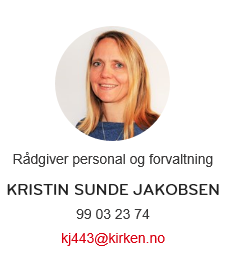 Rådgiver personal og forvaltning
KRISTIN SUNDE JAKOBSEN
99 03 23 74
kj443@kirken.no